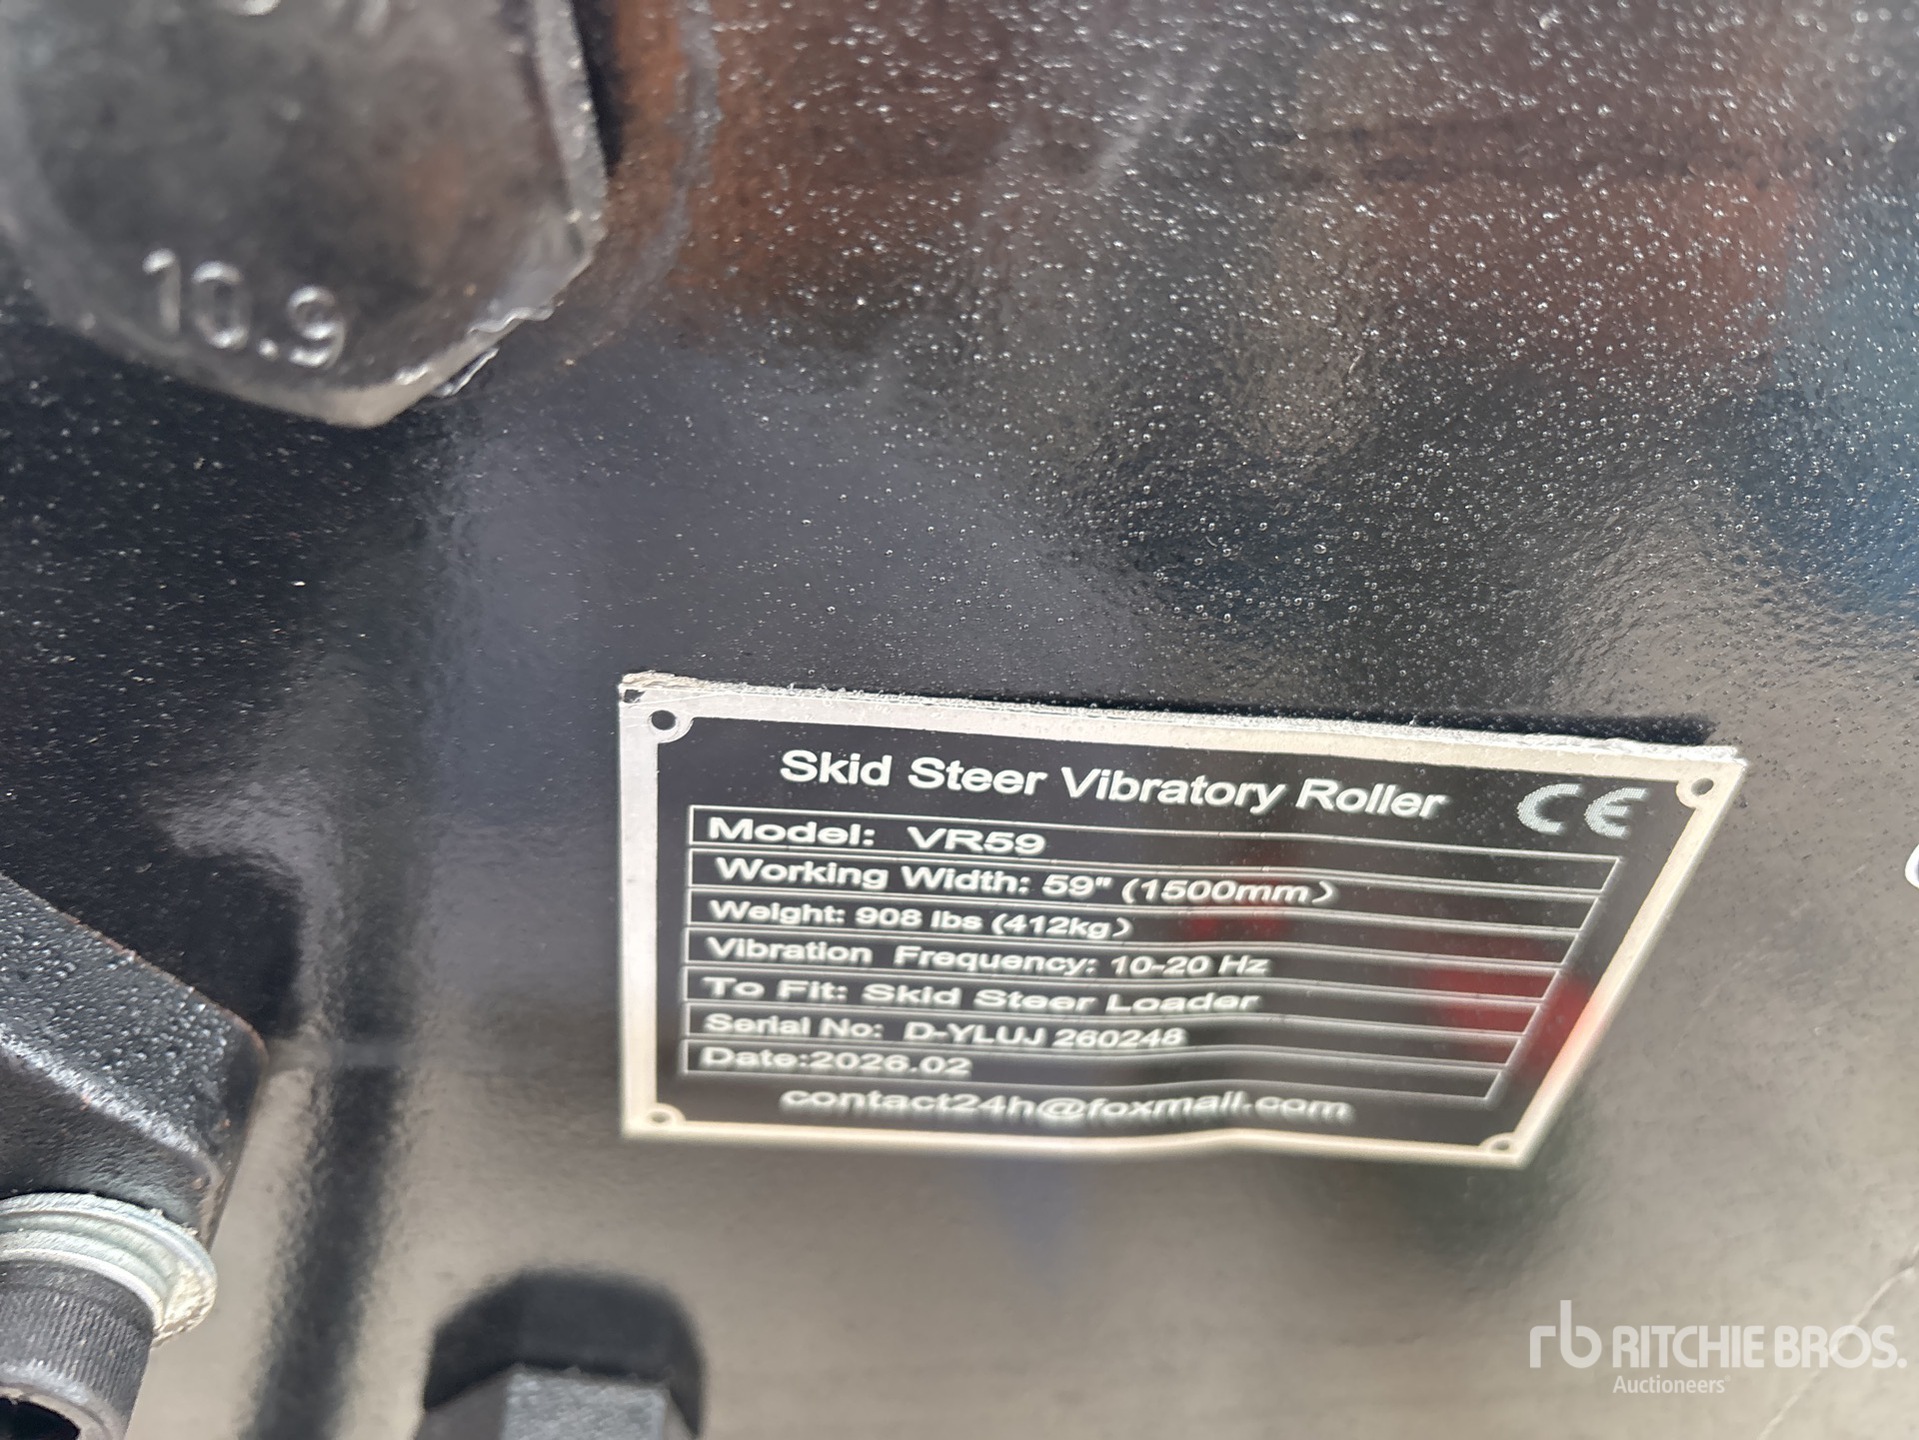 10.9
Skid Steer Vibratory Roller CE
Model: VR59
Working Width: 59" (1500mm)
Weight: 908 lbs (412kg)
Vibration Frequency: 10-20 Hz
To Fit: Skid Steer Loader
Serial No: D-YLUJ 260248
Date:2026.02
contact24h@foxmail.com
rb RITCHIE BROS.
Auctioneers